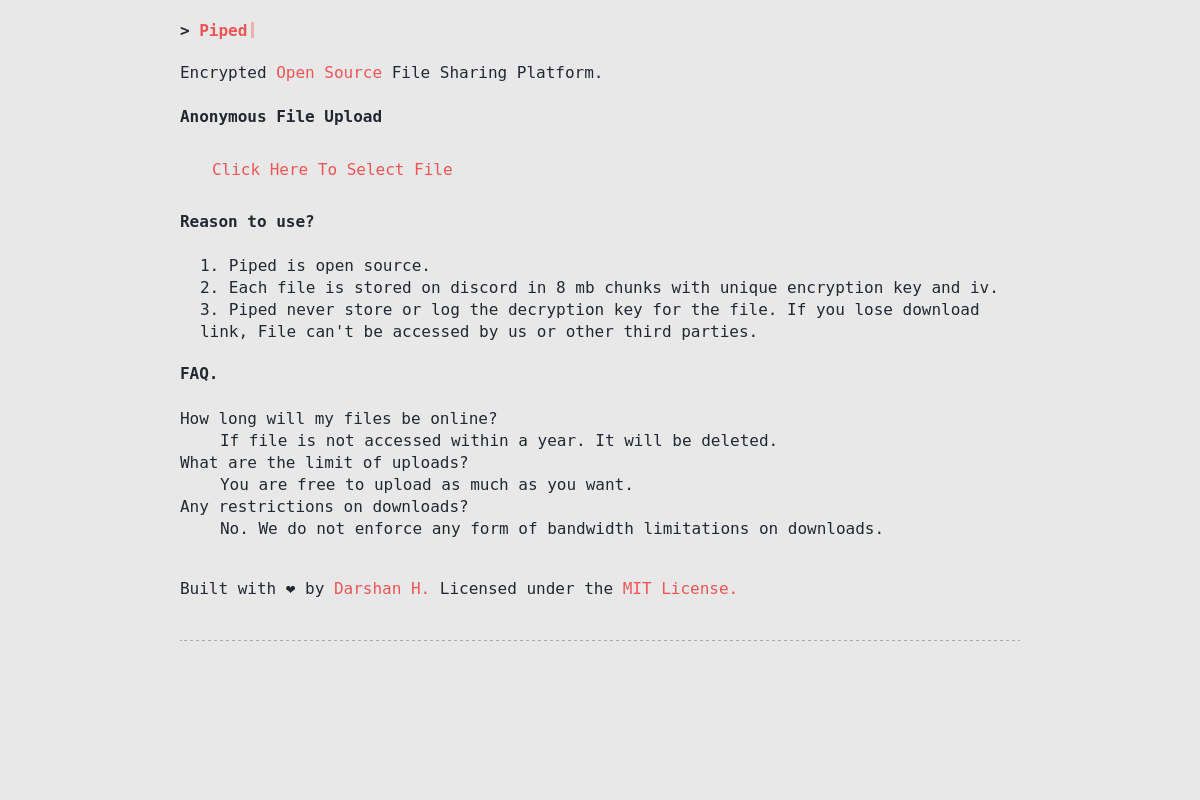 > Piped
Encrypted Open Source File Sharing Platform.
Anonymous File Upload
Click Here To Select File
Reason to use?
1. Piped is open source.
2. Each file is stored on discord in 8 mb chunks with unique encryption key and iv.
3. Piped never store or log the decryption key for the file. If you lose download
link, File can't be accessed by us or other third parties.
FAQ.
How long will my files be online?
If file is not accessed within a year. It will be deleted.
What are the limit of uploads?
You are free to upload as much as you want.
Any restrictions on downloads?
No. We do not enforce any form of bandwidth limitations on downloads.
Built with ❤ by Darshan H. Licensed under the MIT License.